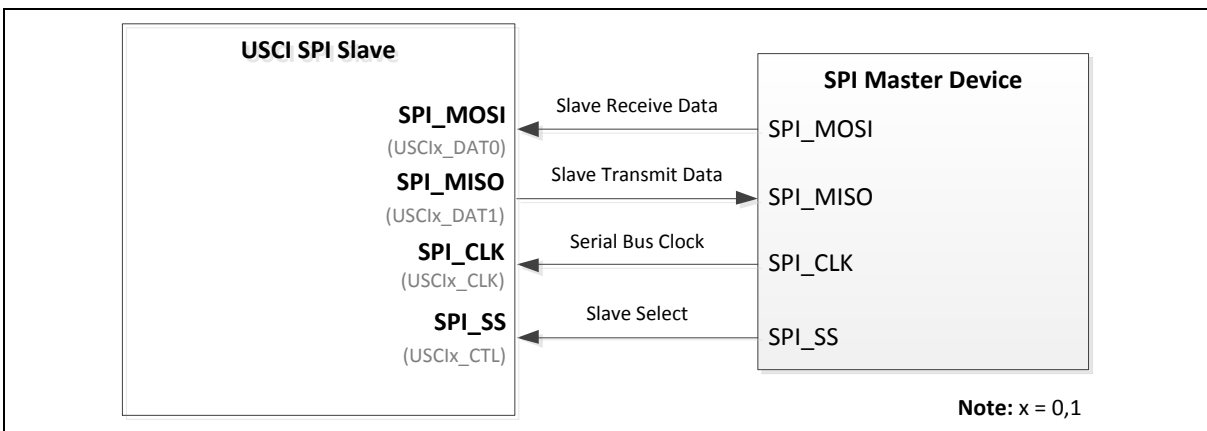 USCI SPI Slave
SPI_MOSI
(USCIx_DAT0)
SPI_MISO
(USCIx_DAT1)
SPI_CLK
(USCIx_CLK)
SPI_SS
(USCIx_CTL)
Slave Receive Data
Slave Transmit Data
Serial Bus Clock
Slave Select
SPI Master Device
SPI_MOSI
SPI_MISO
SPI_CLK
SPI_SS
Note: x = 0,1